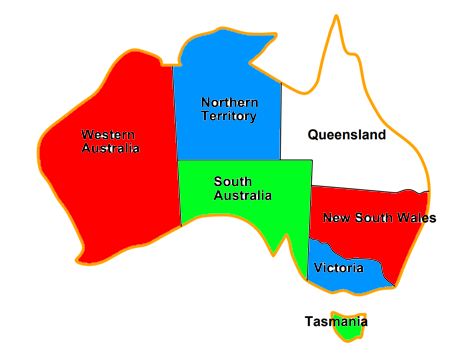 Northern
Territory
Western
Australia
Queensland
South
Australia
New South Wales
Victoria
Tasmania